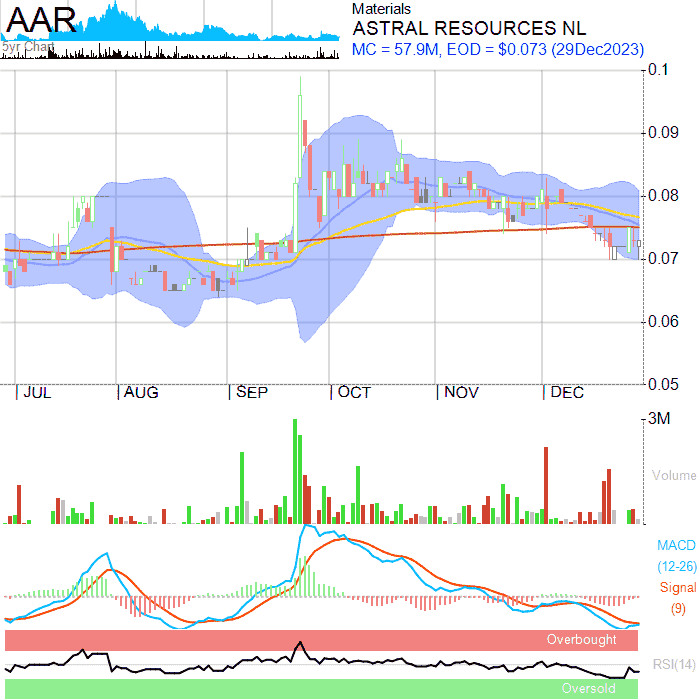 AAR
5yr Chart
Materials
ASTRAL RESOURCES NL
MC = 57.9M, EOD = $0.073 (29Dec2023)
0.1
0.09
0.08
0.07
0.06
0.05
JUL AUG SEP OCT NOV DEC
3M
Volume
MACD
(12-26)
Signal
(9)
Overbought
RSI(14)
Oversold